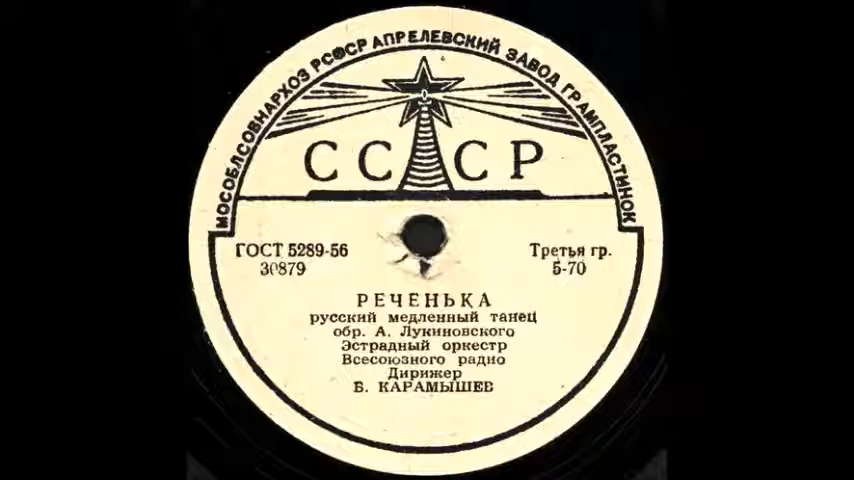 МОСОБЛСОВНАРХОЗ РСФСР АПРЕЛЕВСКИЙ ЗАВОД ГРАМПЛАСТИНОК
СССР
ГОСТ 5289-56
30879
Третья гр.
5-70
РЕЧЕНЬКА
русский медленный танец
обр. А. Лукиновского
Эстрадный оркестр
Всесоюзного радио
Дирижер
Б. КАРАМЫШЕВ